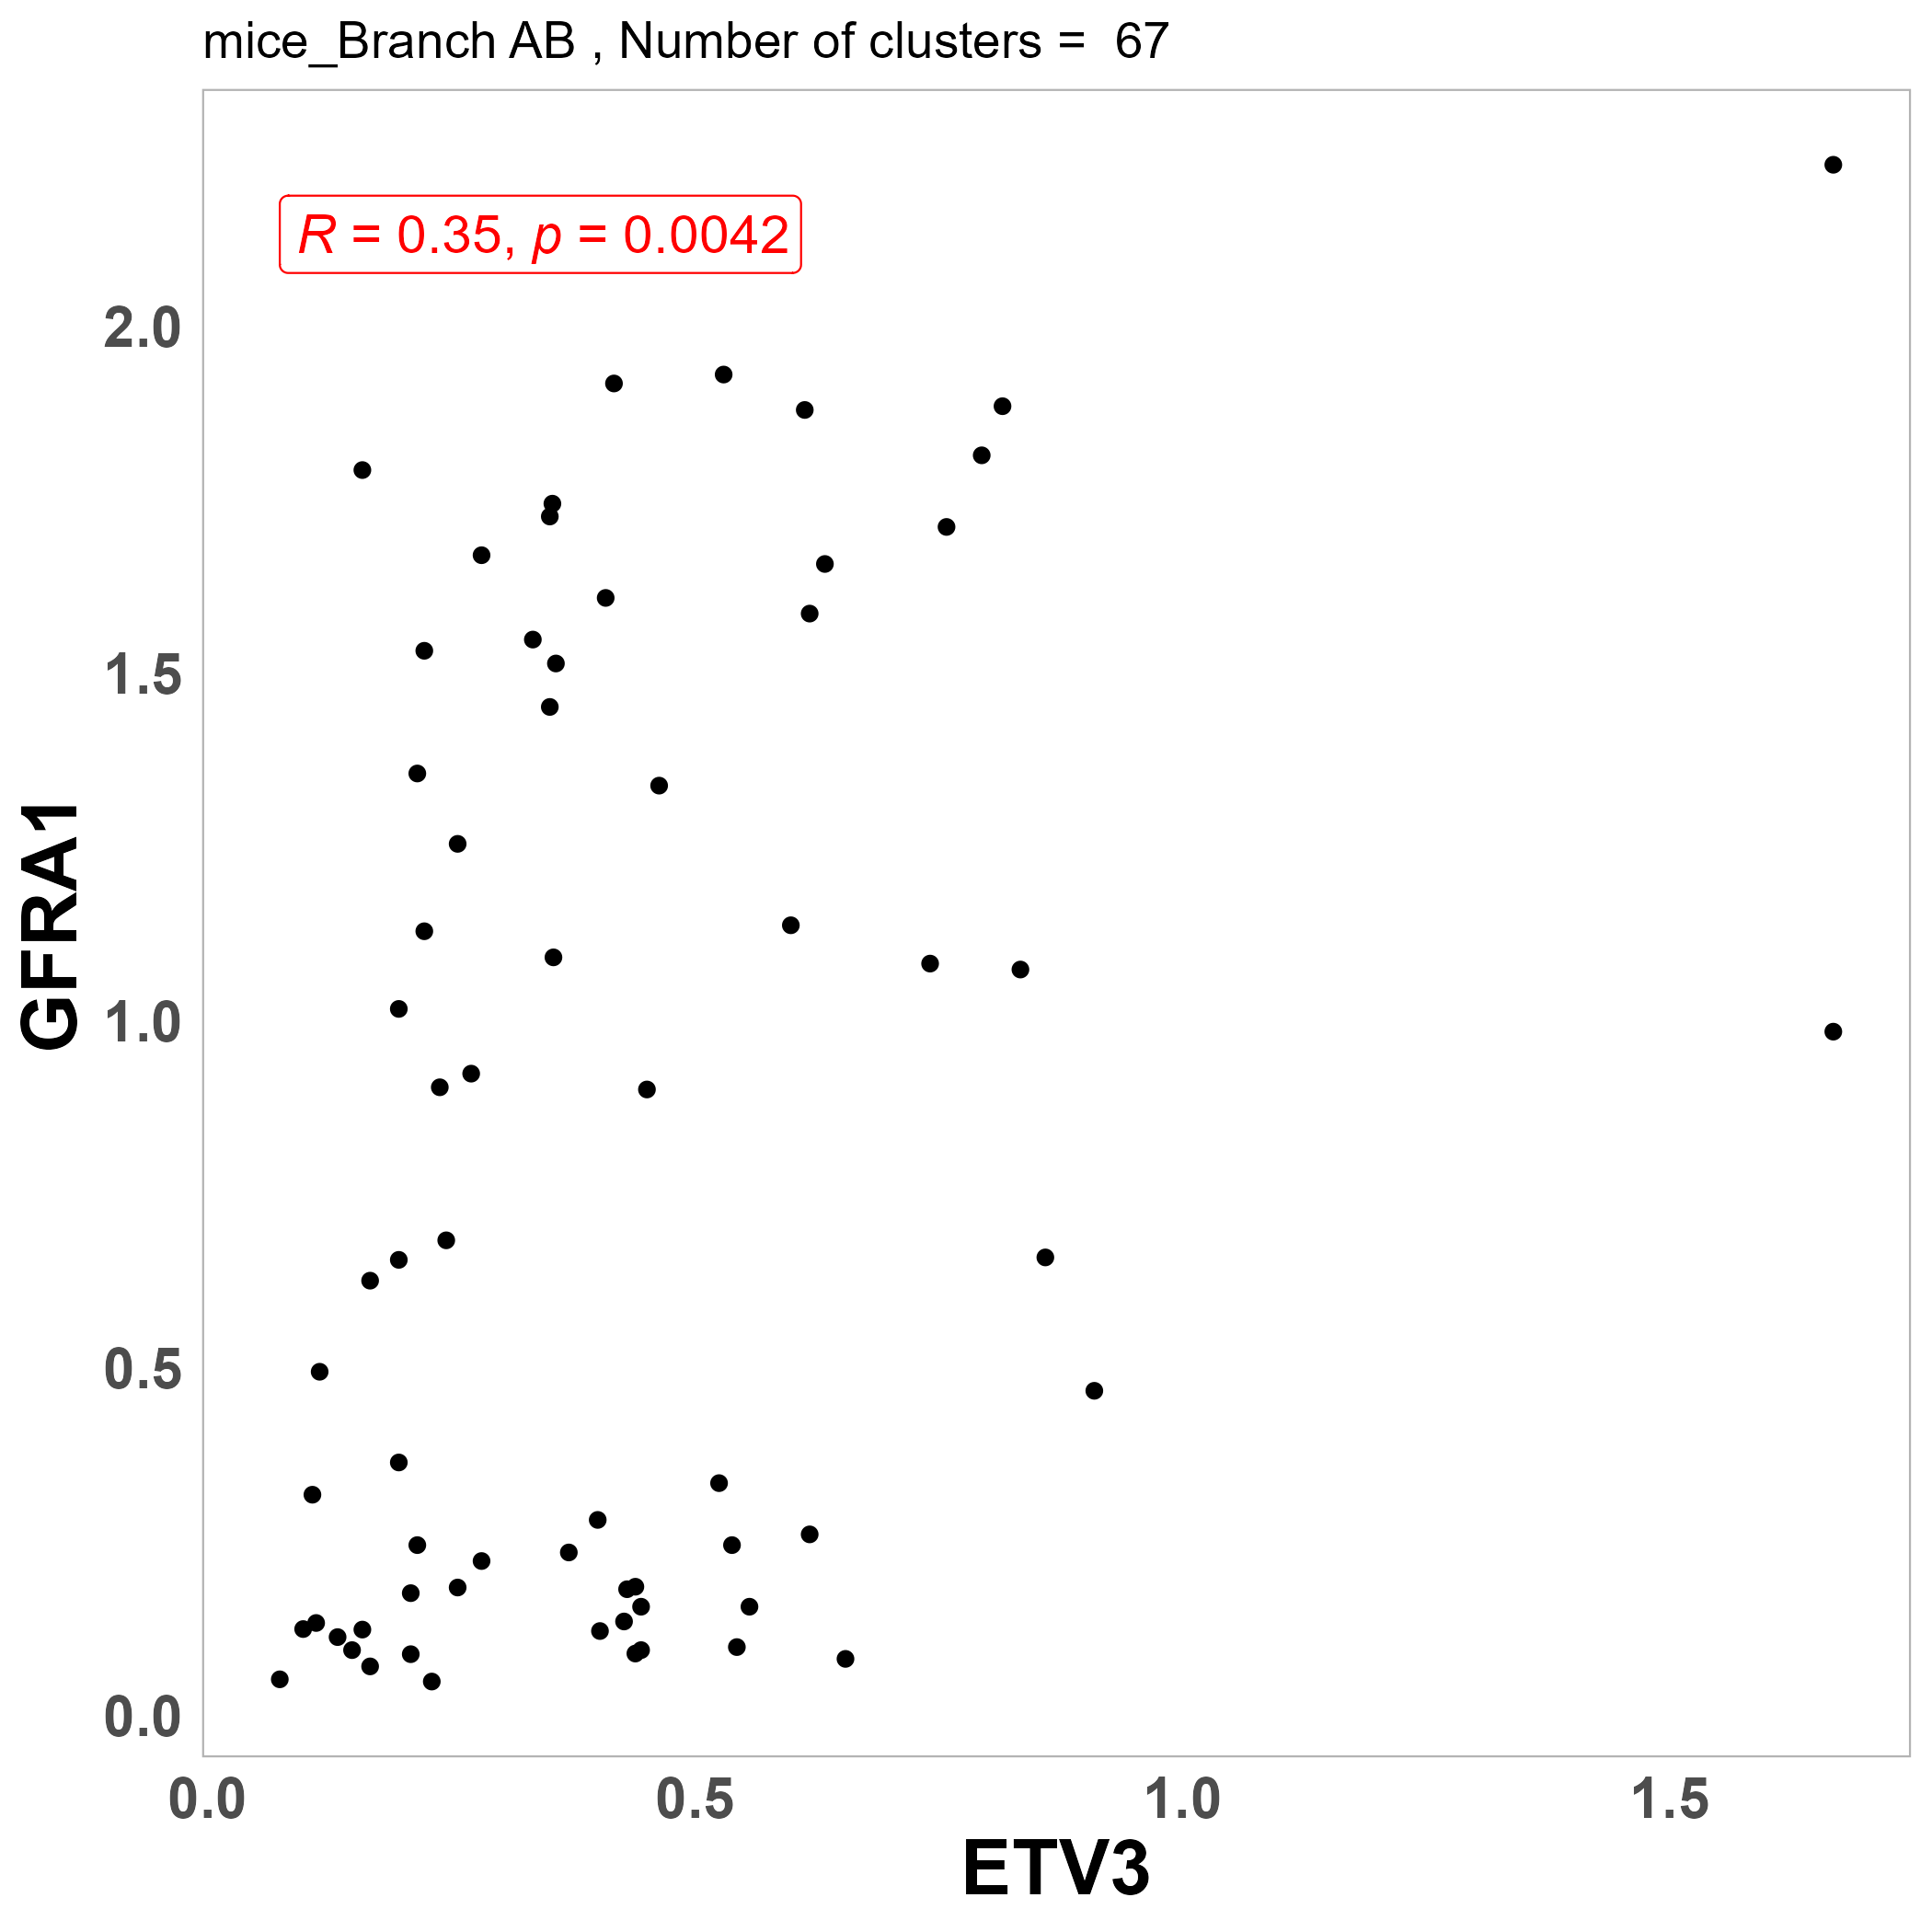 mice_Branch AB , Number of clusters =  67
R = 0.35, p = 0.0042
GFRA1
2.0
1.5
1.0
0.5
0.0
0.0 0.5 1.0 1.5
ETV3